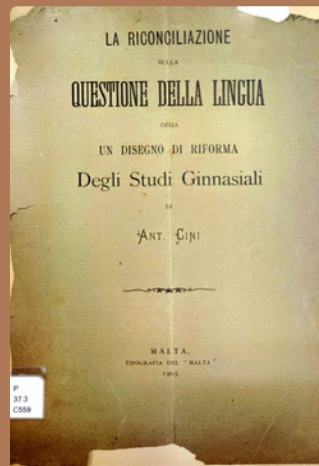 LA RICONCILIAZIONE
SULLA
QUESTIONE DELLA LINGUA
OSSIA
UN DISEGNO DI RIFORMA
Degli Studi Ginnasiali
DI
ANT. CINI
MALTA,
TIPOGRAFIA DEL "MALTA"
1903.
P
37.3
C559